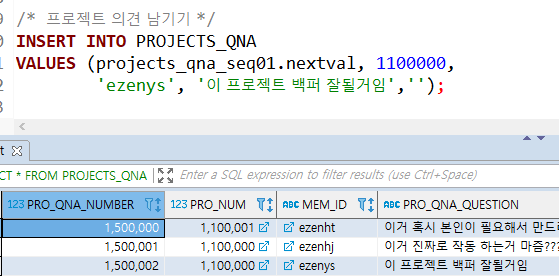 /* 프로젝트 의견 남기기 */
INSERT INTO PROJECTS_QNA
VALUES (projects_qna_seq01.nextval, 1100000,
'ezenys', '이 프로젝트 백퍼 잘될거임','');
CT * FROM PROJECTS_QNA Enter a SQL expression to filter results (use Ctrl+Space)
123 PRO_QNA_NUMBER 123 PRO_NUM ABC MEM_ID ABC PRO_QNA_QUESTION
1,500,000 1,100,001 ezenht 이거 혹시 본인이 필요해서 만드
1,500,001 1,100,000 ezenhj 이거 진짜로 작동 하는거 마즘???
1,500,002 1,100,000 ezenys 이 프로젝트 백퍼 잘될거임